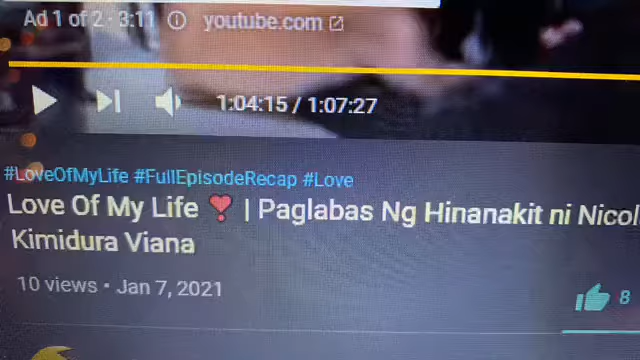 Ad 1 of 2 · 3:11 ⓘ youtube.com
1:04:15 / 1:07:27
#LoveOfMyLife #FullEpisodeRecap #Love
Love Of My Life ❣ | Paglabas Ng Hinanakit ni Nicol
Kimidura Viana
10 views • Jan 7, 2021
8